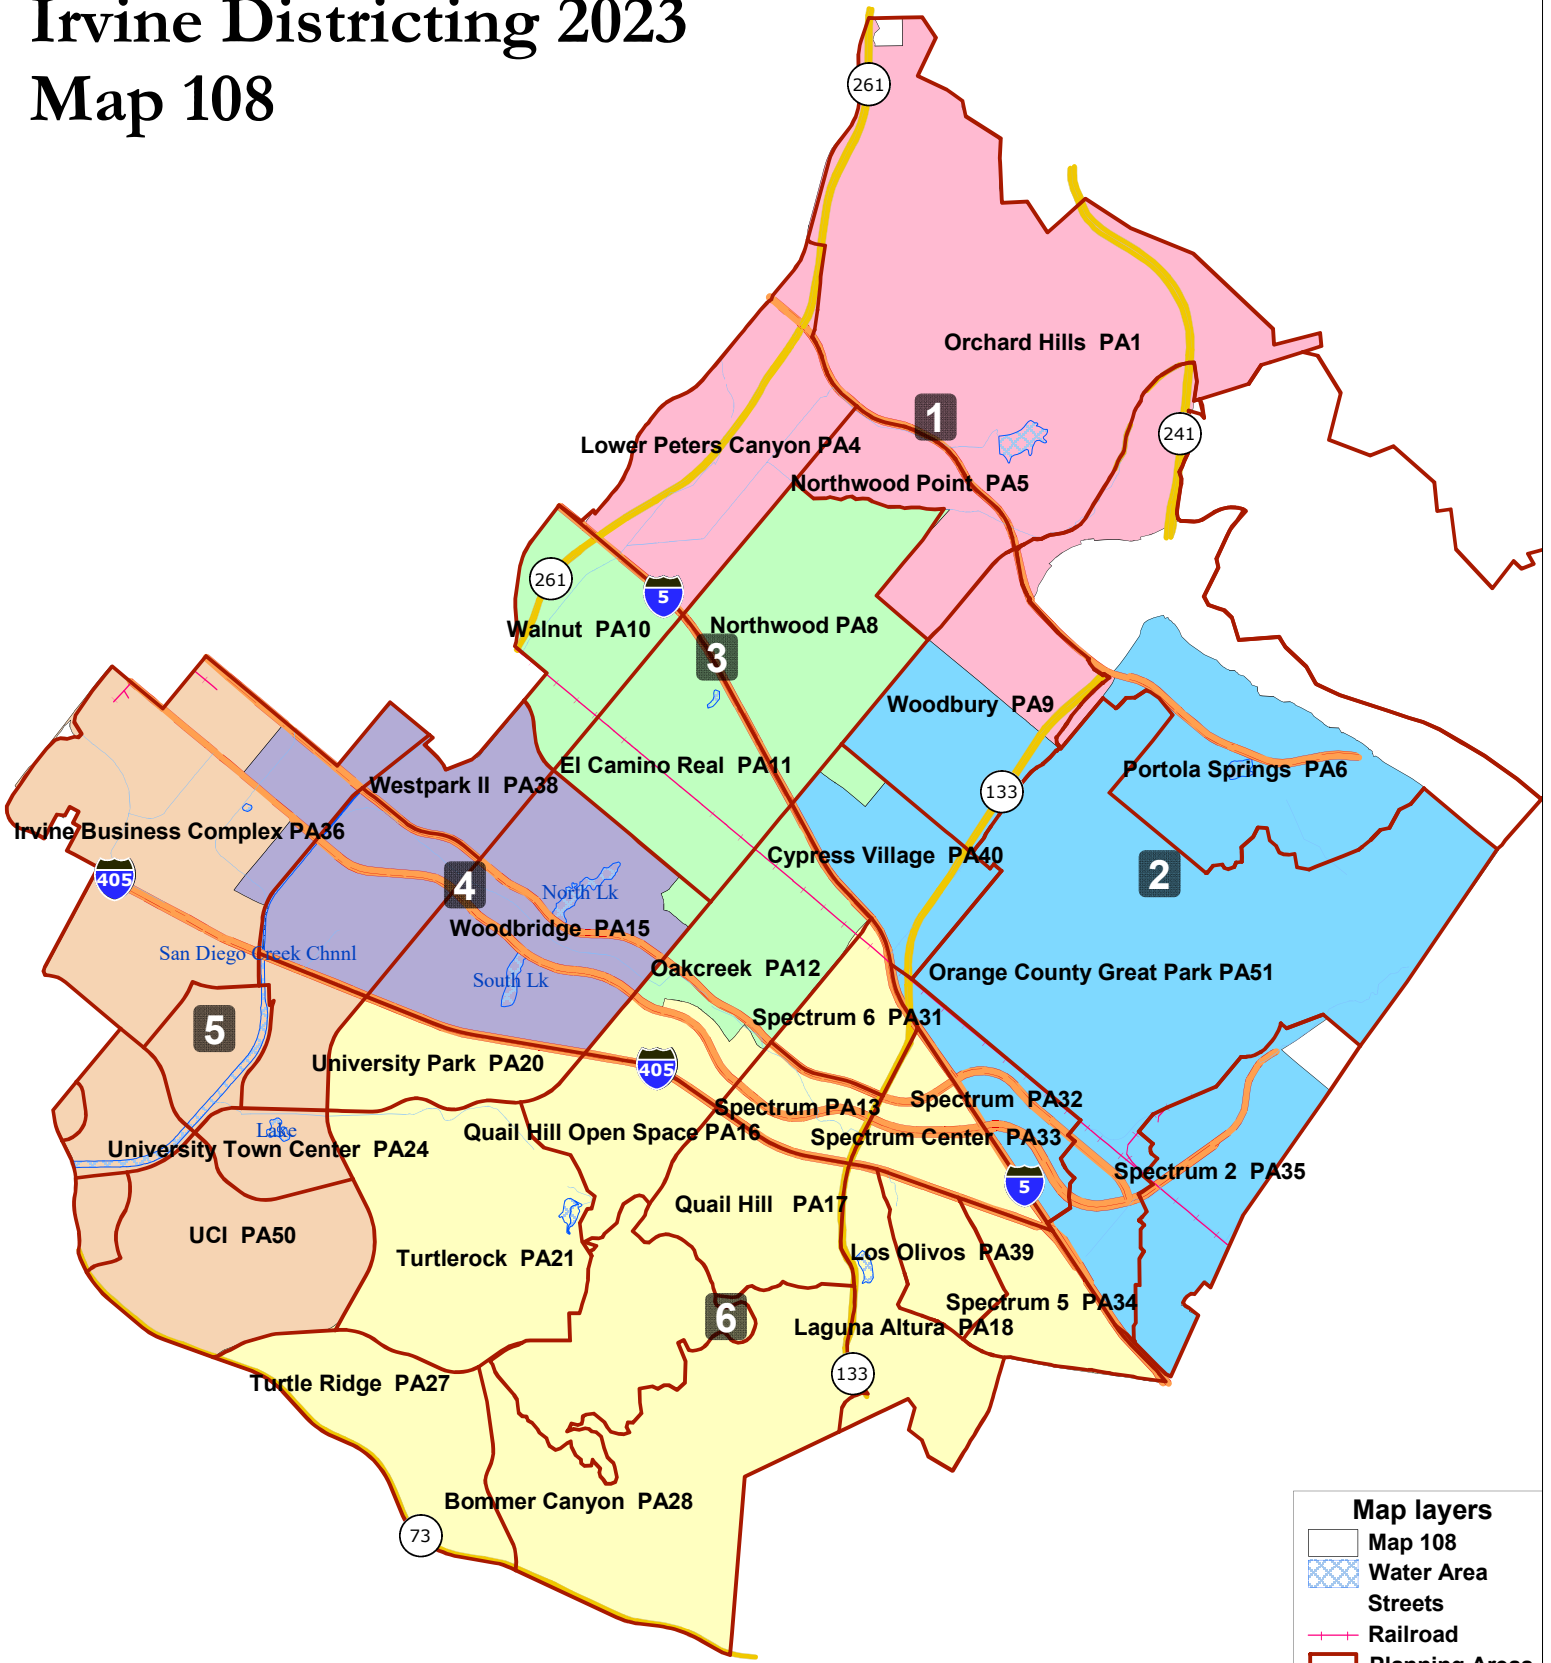 Irvine Districting 2023
Map 108
261
Orchard Hills  PA1
1
241
Lower Peters Canyon PA4
Northwood Point  PA5
261
5
Walnut  PA10
Northwood PA8
3
Woodbury  PA9
El Camino Real  PA11
Portola Springs  PA6
Westpark II  PA38
133
Irvine Business Complex PA36
Cypress Village  PA40
2
405
4
North Lk
Woodbridge  PA15
San Diego Creek Chnnl
Oakcreek  PA12
Orange County Great Park PA51
South Lk
5
Spectrum 6  PA31
University Park  PA20
405
Spectrum PA13
Spectrum  PA32
Lake
Quail Hill Open Space PA16
Spectrum Center  PA33
University Town Center  PA24
Spectrum 2  PA35
5
Quail Hill  PA17
UCI  PA50
Turtlerock  PA21
Los Olivos  PA39
Spectrum 5  PA34
6
Laguna Altura  PA18
133
Turtle Ridge  PA27
Bommer Canyon  PA28
73
Map layers
Map 108
Water Area
Streets
Railroad
Planning Areas